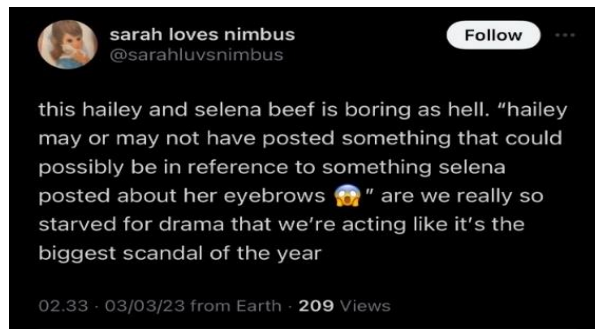 sarah loves nimbus
@sarahluvsnimbus
Follow
this hailey and selena beef is boring as hell. “hailey
may or may not have posted something that could
possibly be in reference to something selena
posted about her eyebrows 😱” are we really so
starved for drama that we’re acting like it’s the
biggest scandal of the year
02.33 · 03/03/23 from Earth · 209 Views